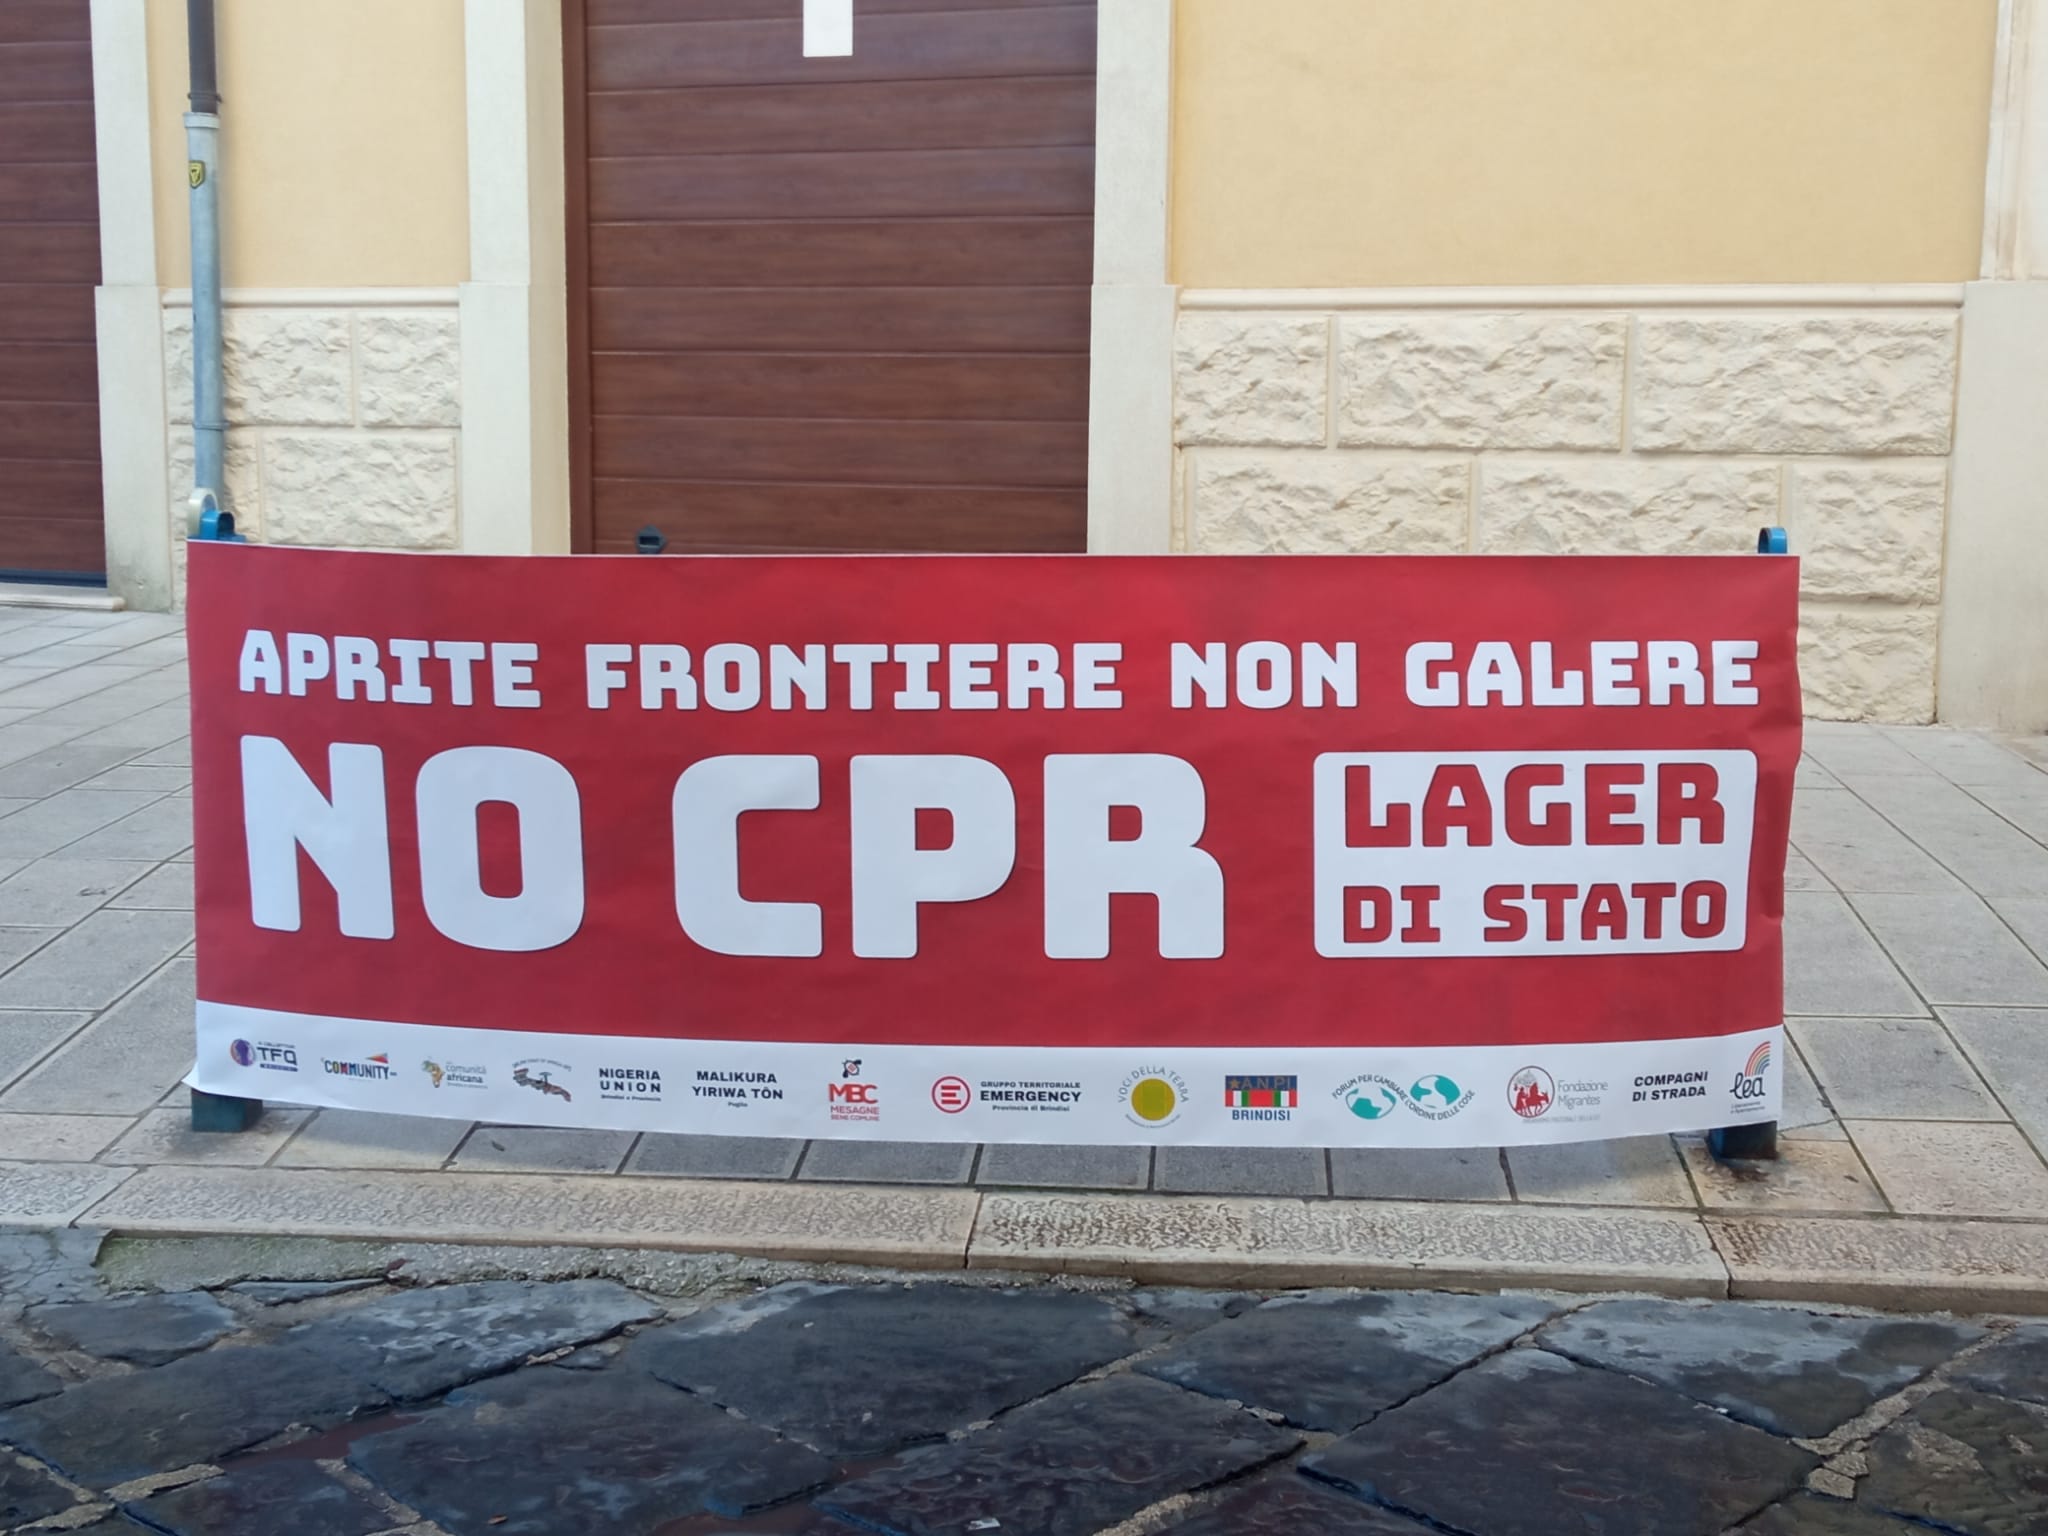 APRITE FRONTIERE NON GALERE
NO CPR
LAGER
DI STATO
TFQ
COMMUNITY
comunità
africana
NIGERIA
UNION
Brindisi e Provincia
MALIKURA
YIRIWA TÔN
Puglia
MBC
MESAGNE
BENE COMUNE
GRUPPO TERRITORIALE
EMERGENCY
Provincia di Brindisi
VOCI DELLA TERRA
A.N.P.I.
BRINDISI
FORUM PER CAMBIARE L'ORDINE DELLE COSE
Fondazione
Migrantes
COMPAGNI
DI STRADA
lea